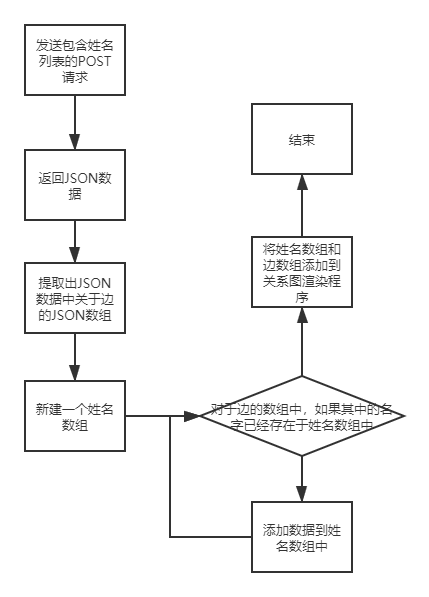 发送包含姓名
列表的POST
请求
返回JSON数
据
提取出JSON
数据中关于边
的JSON数组
新建一个姓名
数组
对于边的数组中，如果其中的名
字已经存在于姓名数组中
添加数据到姓
名数组中
将姓名数组和
边数组添加到
关系图渲染程
序
结束